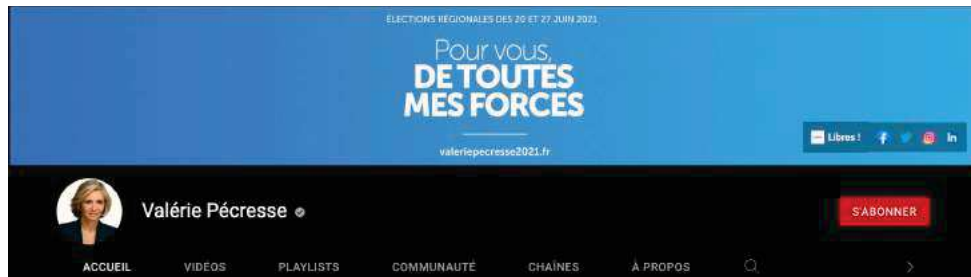 ÉLECTIONS RÉGIONALES DES 20 ET 27 JUIN 2021
Pour vous,
DE TOUTES
MES FORCES
valeriepecresse2021.fr
Libres !
in
Valérie Pécresse
S'ABONNER
ACCUEIL VIDÉOS PLAYLISTS COMMUNAUTÉ CHAÎNES À PROPOS